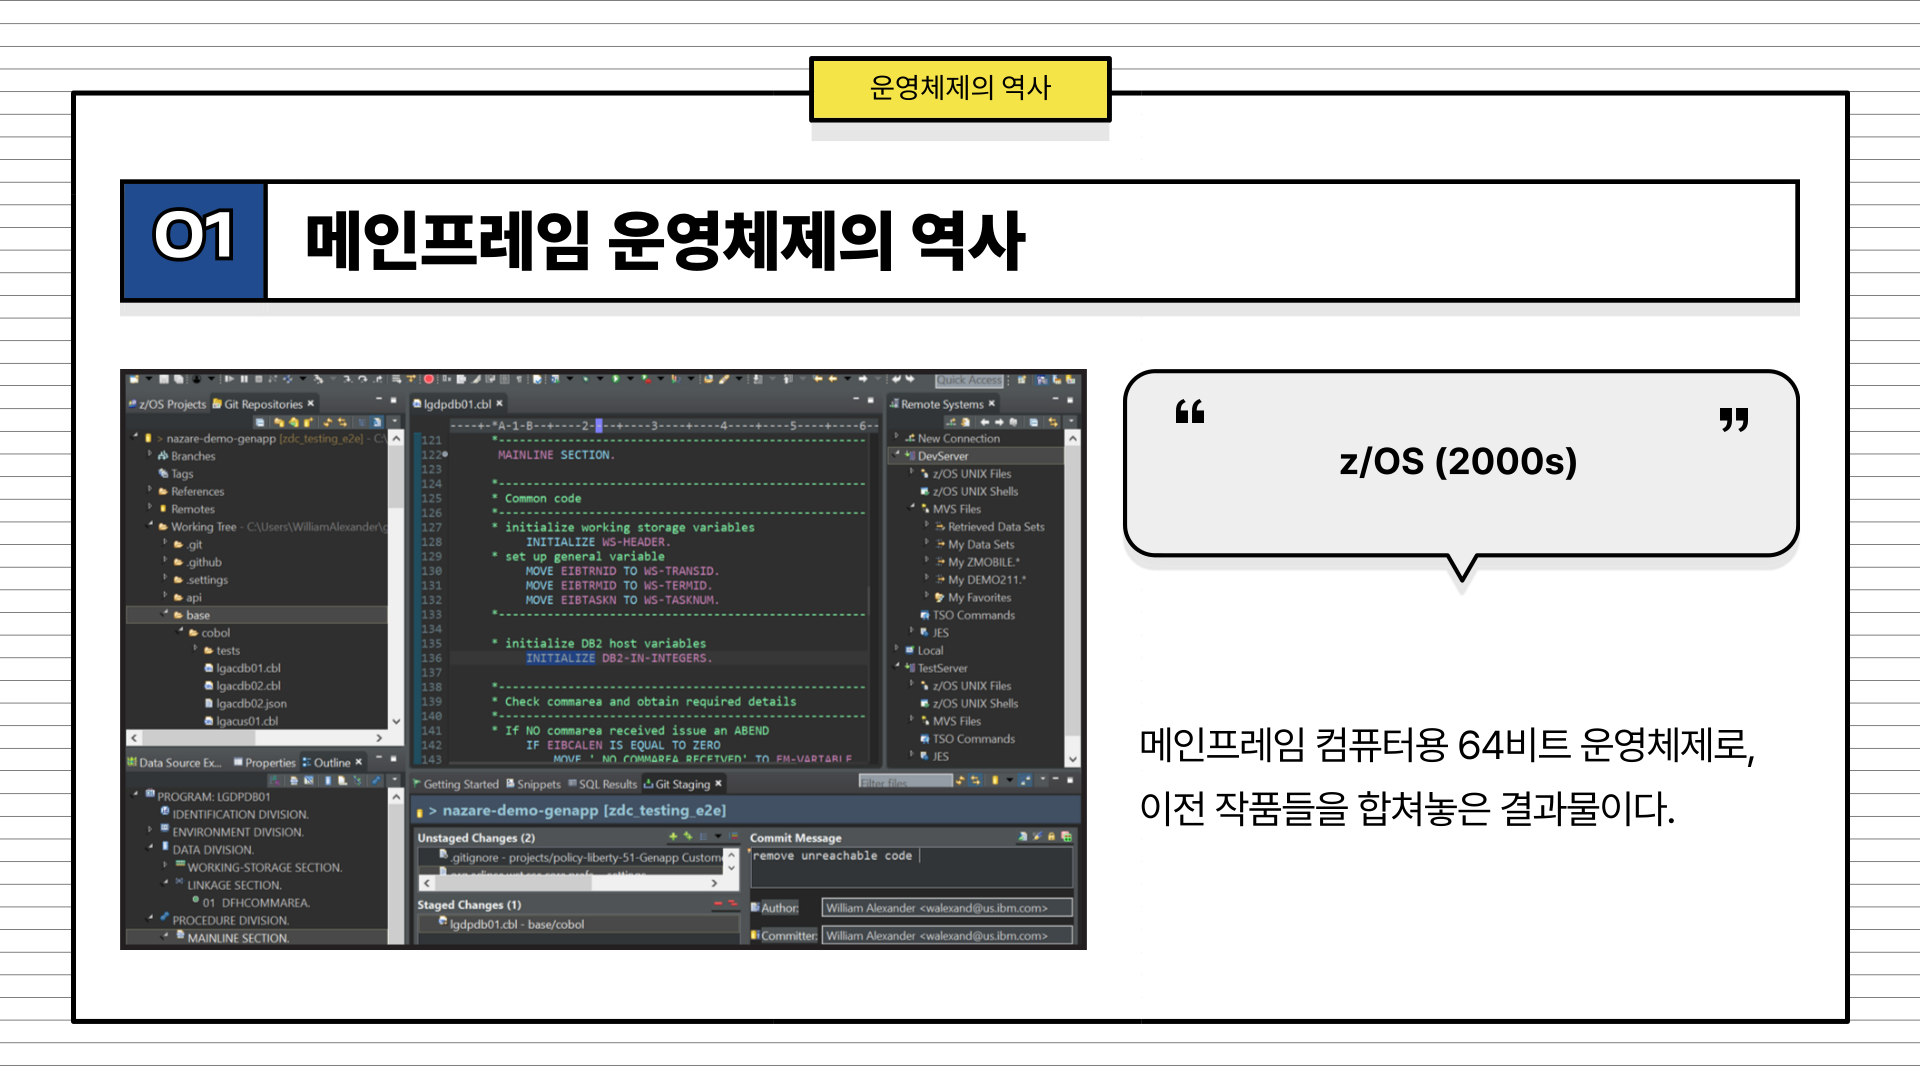 운영체제의 역사
01
메인프레임 운영체제의 역사
Quick Access
z/OS Projects
Git Repositories
> nazare-demo-genapp [zdc_testing_e2e] - C:\
Branches
Tags
References
Remotes
Working Tree - C:\Users\WilliamAlexander\g
.git
.github
.settings
api
base
cobol
tests
lgacdb01.cbl
lgacdb02.cbl
lgacdb02.json
lgacus01.cbl
Data Source Ex...
Properties
Outline
PROGRAM: LGDPDB01
IDENTIFICATION DIVISION.
ENVIRONMENT DIVISION.
DATA DIVISION.
WORKING-STORAGE SECTION.
LINKAGE SECTION.
01 DFHCOMMAREA.
PROCEDURE DIVISION.
MAINLINE SECTION.
lgdpdb01.cbl
----+-*A-1-B--+----2----+----3----+----4----+----5----+----6--
121 *----------------------------------------------------
122 MAINLINE SECTION.
123
124 *----------------------------------------------------
125 * Common code
126 *----------------------------------------------------
127 * initialize working storage variables
128 INITIALIZE WS-HEADER.
129 * set up general variable
130 MOVE EIBTRNID TO WS-TRANSID.
131 MOVE EIBTRMID TO WS-TERMID.
132 MOVE EIBTASKN TO WS-TASKNUM.
133 *----------------------------------------------------
134
135 * initialize DB2 host variables
136 INITIALIZE DB2-IN-INTEGERS.
137
138 *----------------------------------------------------
139 * Check commarea and obtain required details
140 *----------------------------------------------------
141 * If NO commarea received issue an ABEND
142 IF EIBCALEN IS EQUAL TO ZERO
143 MOVE ' NO COMMAREA RECEIVED' TO EM-VARIABLE
Remote Systems
New Connection
DevServer
z/OS UNIX Files
z/OS UNIX Shells
MVS Files
Retrieved Data Sets
My Data Sets
My ZMOBILE.*
My DEMO211.*
My Favorites
TSO Commands
JES
Local
TestServer
z/OS UNIX Files
z/OS UNIX Shells
MVS Files
TSO Commands
JES
Getting Started
Snippets
SQL Results
Git Staging
Filter files
> nazare-demo-genapp [zdc_testing_e2e]
Unstaged Changes (2)
.gitignore - projects/policy-liberty-51-Genapp Custom
Staged Changes (1)
lgdpdb01.cbl - base/cobol
Commit Message
remove unreachable code
Author: William Alexander <walexand@us.ibm.com>
Committer: William Alexander <walexand@us.ibm.com>
“ ”
z/OS (2000s)
메인프레임 컴퓨터용 64비트 운영체제로,
이전 작품들을 합쳐놓은 결과물이다.